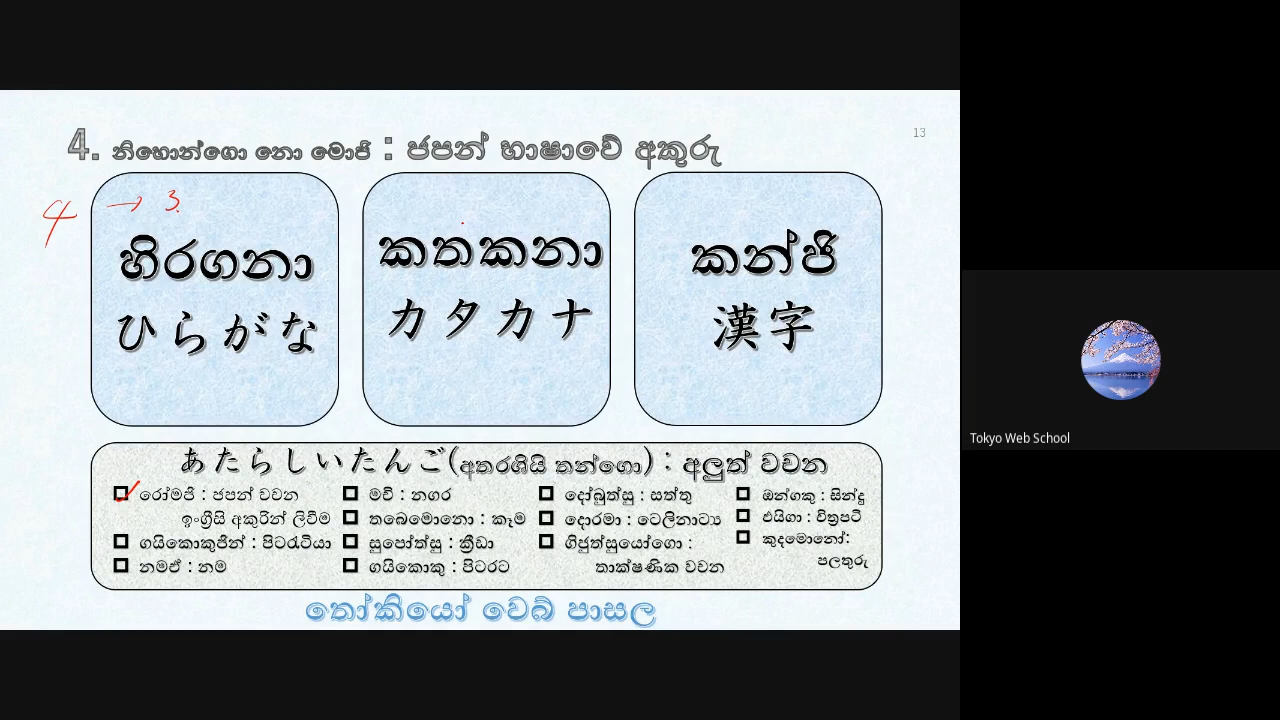 13
4. නිහොන්ගො නො මොජි : ජපන් භාෂාවේ අකුරු
4 → 3.
හිරගනා
ひらがな
කතකනා
カタカナ
කන්ජි
漢字
あたらしいたんご(අතරශියි තන්ගො) : අලුත් වචන
රෝමජි : ජපන් වචන
ඉංග්‍රීසි අකුරින් ලිවීම
ගයිකොකුජින් : පිටරැටියා
නමඒ : නම
මචි : නගර
තබෙමොනො : කෑම
සුපෝත්සු : ක්‍රීඩා
ගයිකොකු : පිටරට
දෝබුත්සු : සත්තු
දොරමා : ටෙලිනාට්‍ය
ගිජුත්සුයෝගො :
තාක්ෂණික වචන
ඔන්ගකු : සින්දු
එයිගා : චිත්‍රපටි
කුදමොනෝ:
පලතුරු
තෝකියෝ වෙබ් පාසල
Tokyo Web School